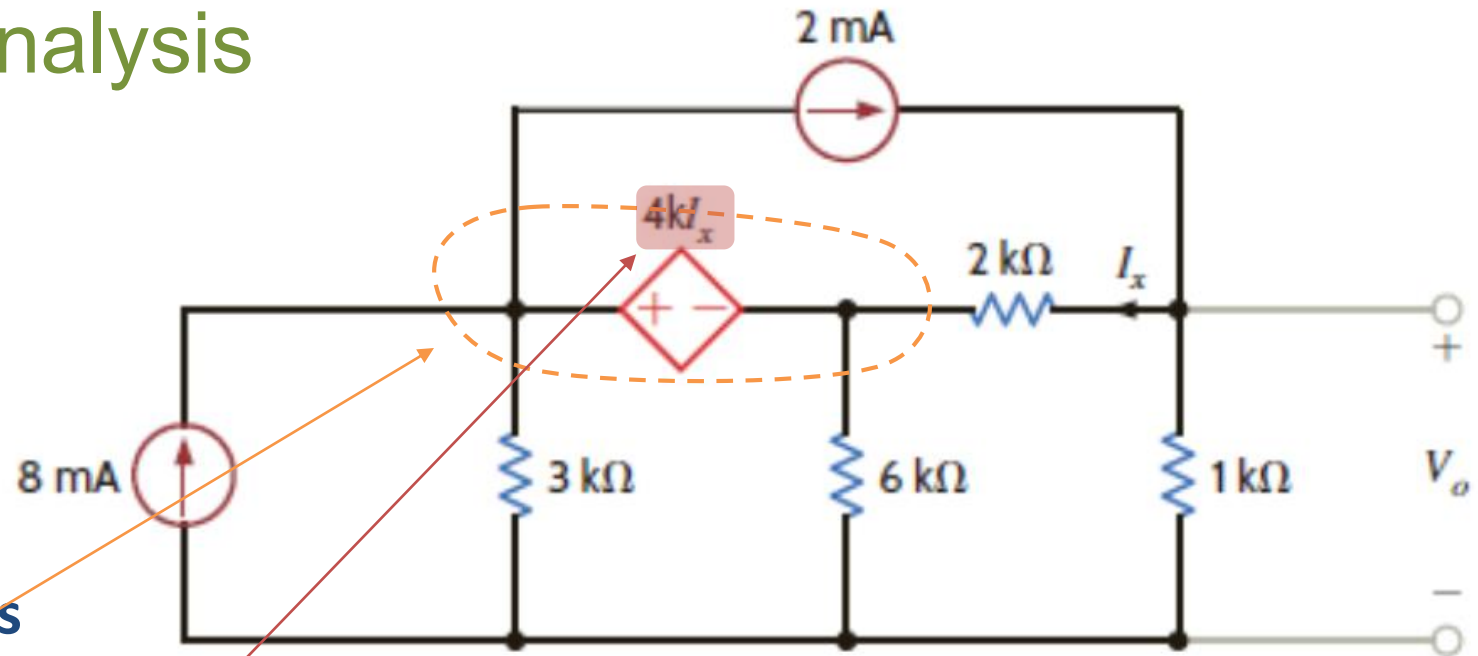 nalysis
2 mA
4kIₓ
2 kΩ Iₓ
+ −
+
8 mA
3 kΩ
6 kΩ
1 kΩ
Vₒ
−
s